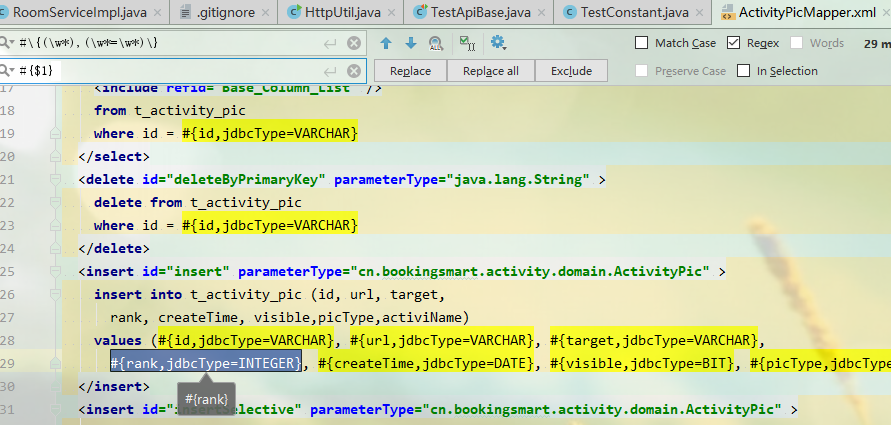 RoomServiceImpl.java × .gitignore × HttpUtil.java × TestApiBase.java × TestConstant.java × ActivityPicMapper.xml
#\{(\w*),(\w*=\w*)\} Match Case Regex Words 29 m
#{$1} Replace Replace all Exclude Preserve Case In Selection
17 <include refid="Base_Column_List" />
18 from t_activity_pic
19 where id = #{id,jdbcType=VARCHAR}
20 </select>
21 <delete id="deleteByPrimaryKey" parameterType="java.lang.String" >
22 delete from t_activity_pic
23 where id = #{id,jdbcType=VARCHAR}
24 </delete>
25 <insert id="insert" parameterType="cn.bookingsmart.activity.domain.ActivityPic" >
26 insert into t_activity_pic (id, url, target,
27 rank, createTime, visible,picType,activiName)
28 values (#{id,jdbcType=VARCHAR}, #{url,jdbcType=VARCHAR}, #{target,jdbcType=VARCHAR},
29 #{rank,jdbcType=INTEGER}, #{createTime,jdbcType=DATE}, #{visible,jdbcType=BIT}, #{picType,jdbcType
30 </insert>
#{rank}
31 <insert id="insertSelective" parameterType="cn.bookingsmart.activity.domain.ActivityPic" >